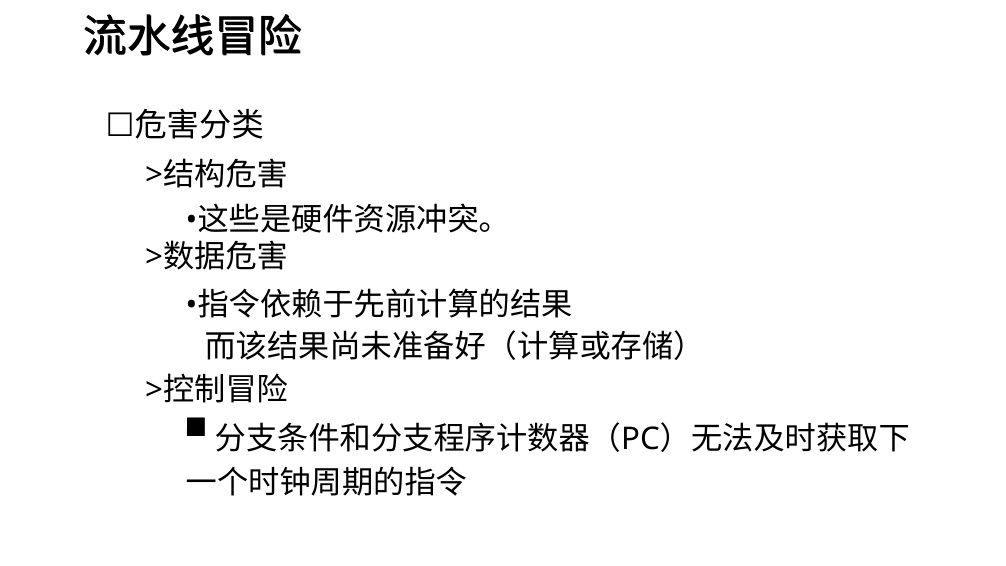 流水线冒险
□危害分类
>结构危害
•这些是硬件资源冲突。
>数据危害
•指令依赖于先前计算的结果
而该结果尚未准备好（计算或存储）
>控制冒险
■ 分支条件和分支程序计数器（PC）无法及时获取下
一个时钟周期的指令